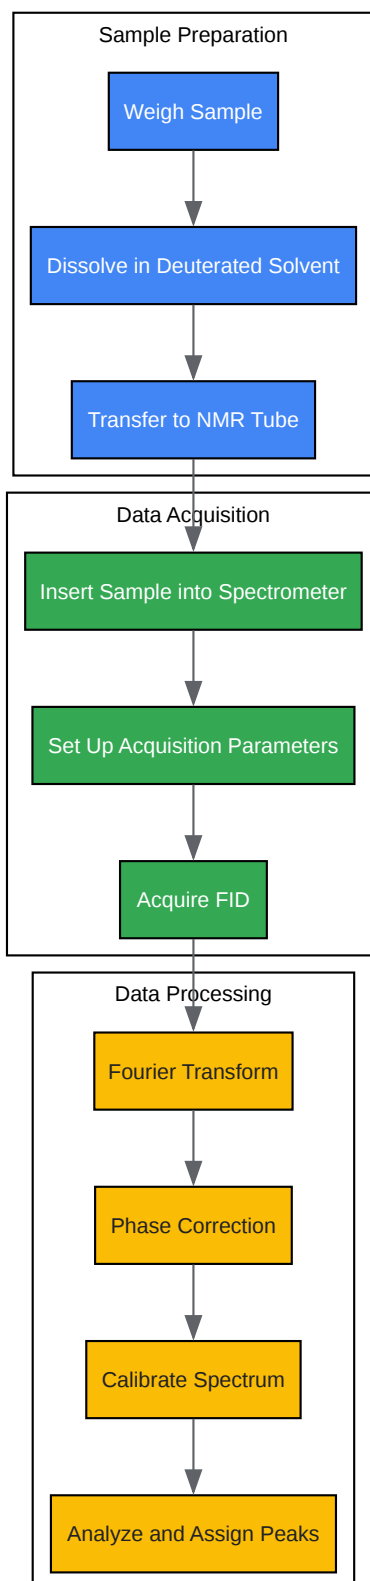 Sample Preparation
Weigh Sample
Dissolve in Deuterated Solvent
Transfer to NMR Tube
Data Acquisition
Insert Sample into Spectrometer
Set Up Acquisition Parameters
Acquire FID
Data Processing
Fourier Transform
Phase Correction
Calibrate Spectrum
Analyze and Assign Peaks